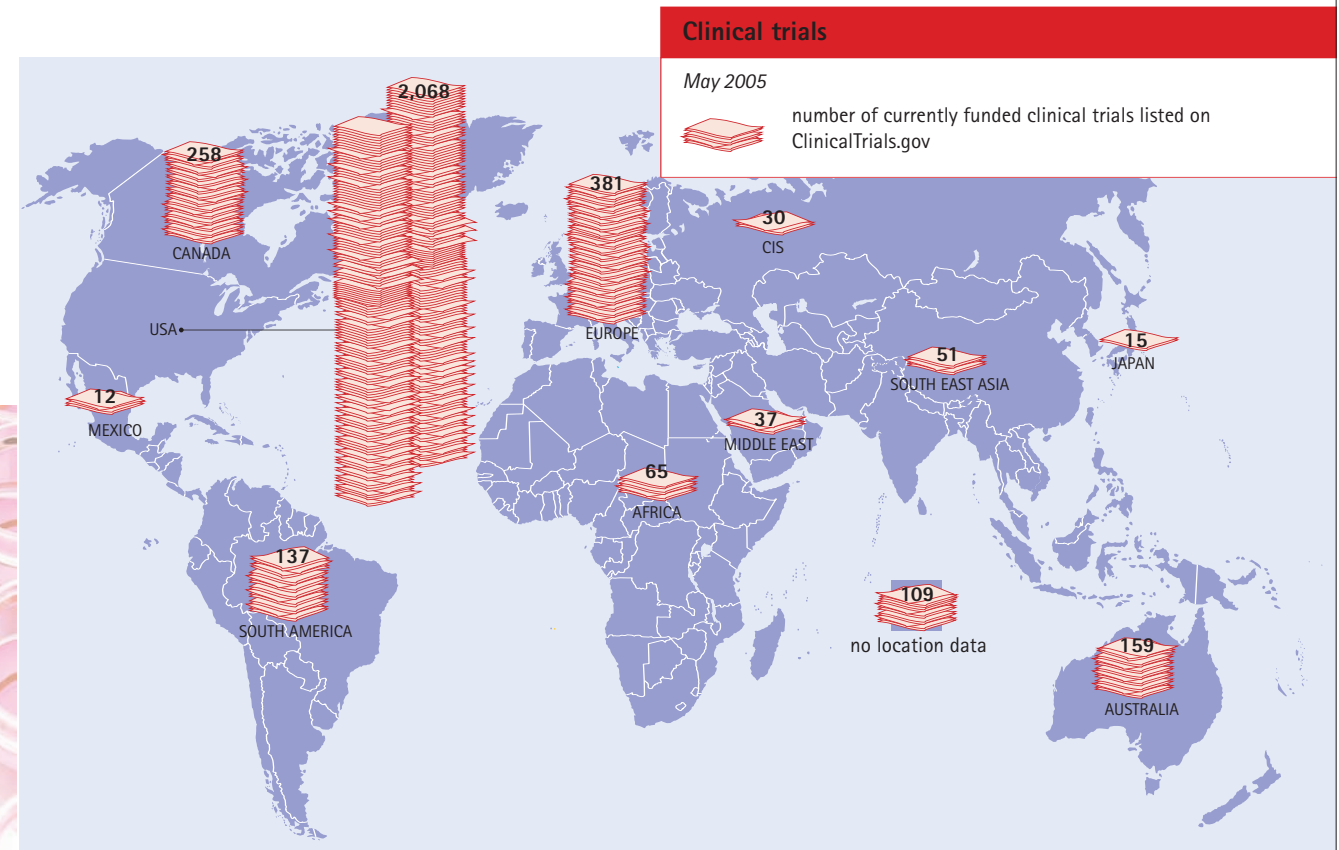 Clinical trials
May 2005
number of currently funded clinical trials listed on
ClinicalTrials.gov
2,068
258
CANADA
381
EUROPE
30
CIS
USA
15
JAPAN
51
SOUTH EAST ASIA
12
MEXICO
37
MIDDLE EAST
65
AFRICA
137
SOUTH AMERICA
109
no location data
159
AUSTRALIA